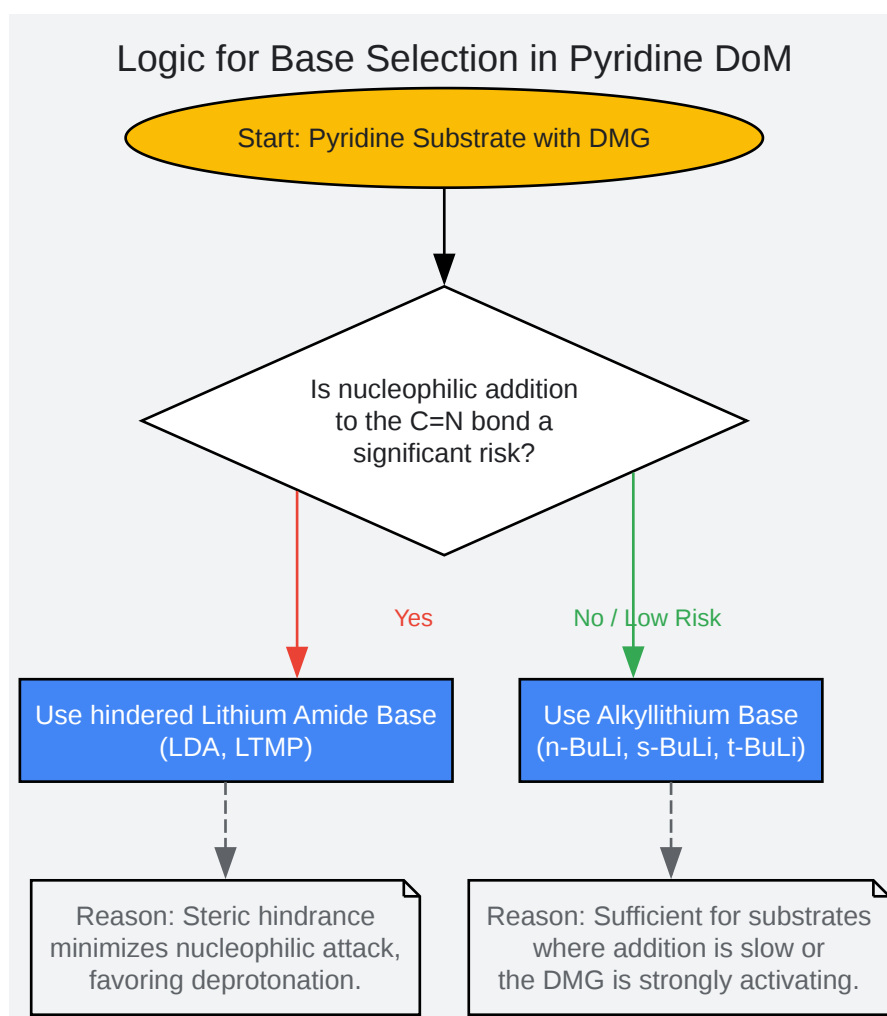 Logic for Base Selection in Pyridine DoM
Start: Pyridine Substrate with DMG
Is nucleophilic addition
to the C=N bond a
significant risk?
Yes
No / Low Risk
Use hindered Lithium Amide Base
(LDA, LTMP)
Use Alkyllithium Base
(n-BuLi, s-BuLi, t-BuLi)
Reason: Steric hindrance
minimizes nucleophilic attack,
favoring deprotonation.
Reason: Sufficient for substrates
where addition is slow or
the DMG is strongly activating.